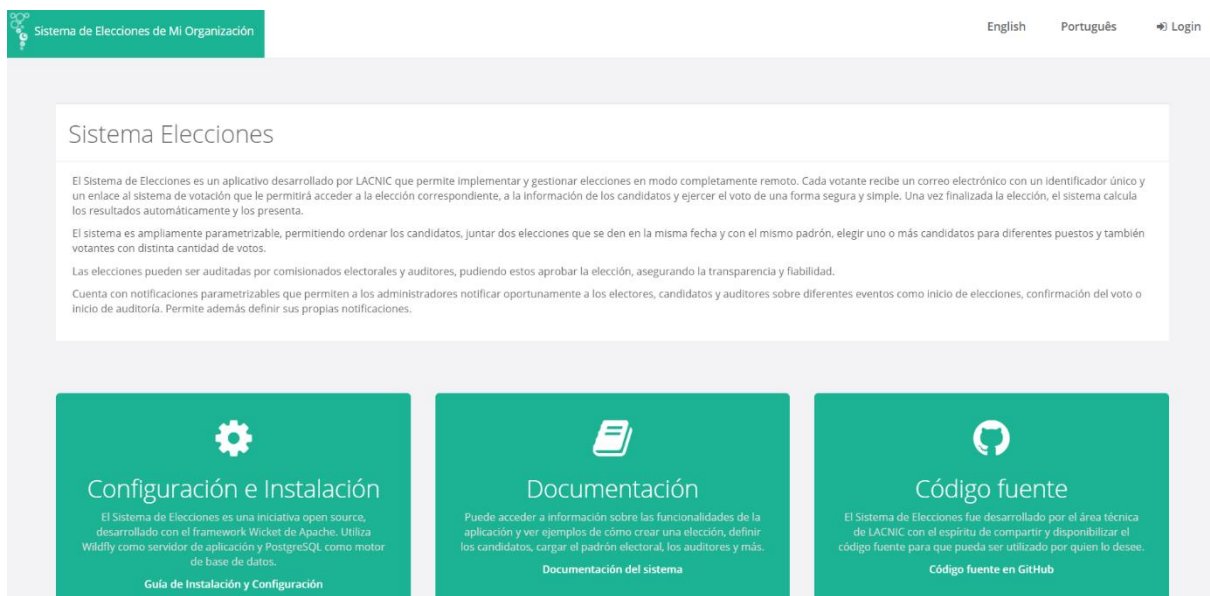 Sistema de Elecciones de Mi Organización
English Português Login
Sistema Elecciones
El Sistema de Elecciones es un aplicativo desarrollado por LACNIC que permite implementar y gestionar elecciones en modo completamente remoto. Cada votante recibe un correo electrónico con un identificador único y
un enlace al sistema de votación que le permitirá acceder a la elección correspondiente, a la información de los candidatos y ejercer el voto de una forma segura y simple. Una vez finalizada la elección, el sistema calcula
los resultados automáticamente y los presenta.
El sistema es ampliamente parametrizable, permitiendo ordenar los candidatos, juntar dos elecciones que se den en la misma fecha y con el mismo padrón, elegir uno o más candidatos para diferentes puestos y también
votantes con distinta cantidad de votos.
Las elecciones pueden ser auditadas por comisionados electorales y auditores, pudiendo estos aprobar la elección, asegurando la transparencia y fiabilidad.
Cuenta con notificaciones parametrizables que permiten a los administradores notificar oportunamente a los electores, candidatos y auditores sobre diferentes eventos como inicio de elecciones, confirmación del voto o
inicio de auditoría. Permite además definir sus propias notificaciones.
Configuración e Instalación
El Sistema de Elecciones es una iniciativa open source,
desarrollado con el framework Wicket de Apache. Utiliza
Wildfly como servidor de aplicación y PostgreSQL como motor
de base de datos.
Guía de Instalación y Configuración
Documentación
Puede acceder a información sobre las funcionalidades de la
aplicación y ver ejemplos de cómo crear una elección, definir
los candidatos, cargar el padrón electoral, los auditores y más.
Documentación del sistema
Código fuente
El Sistema de Elecciones fue desarrollado por el área técnica
de LACNIC con el espíritu de compartir y disponibilizar el
código fuente para que pueda ser utilizado por quien lo desee.
Código fuente en GitHub